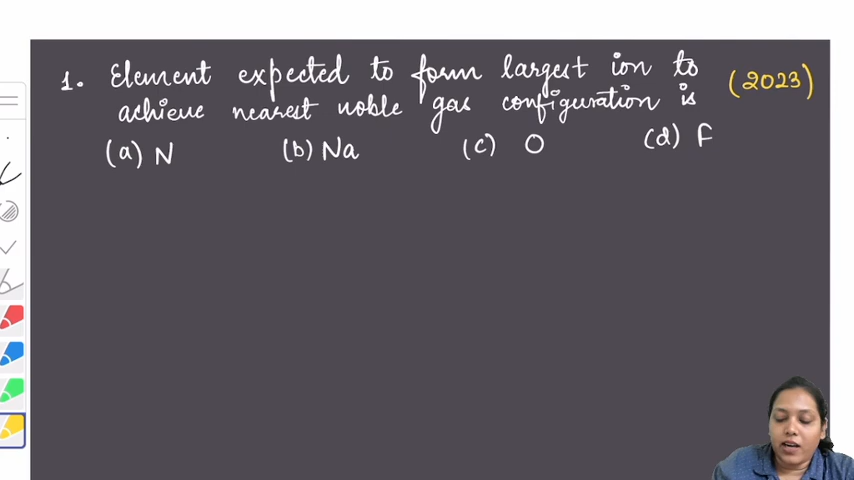 1. Element expected to form largest ion to
achieve nearest noble gas configuration is (2023)
(a) N (b) Na (c) O (d) F